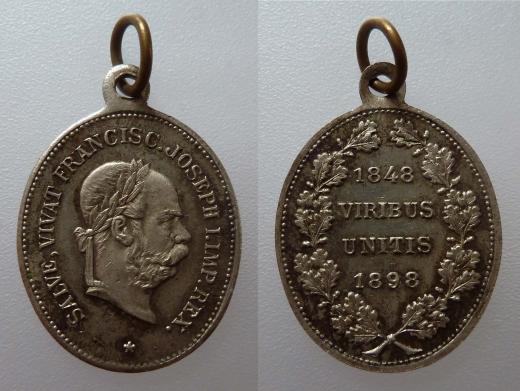 SALVE, VIVAT FRANCISC. JOSEPH I. IMP. REX.
1848
VIRIBUS
UNITIS
1898